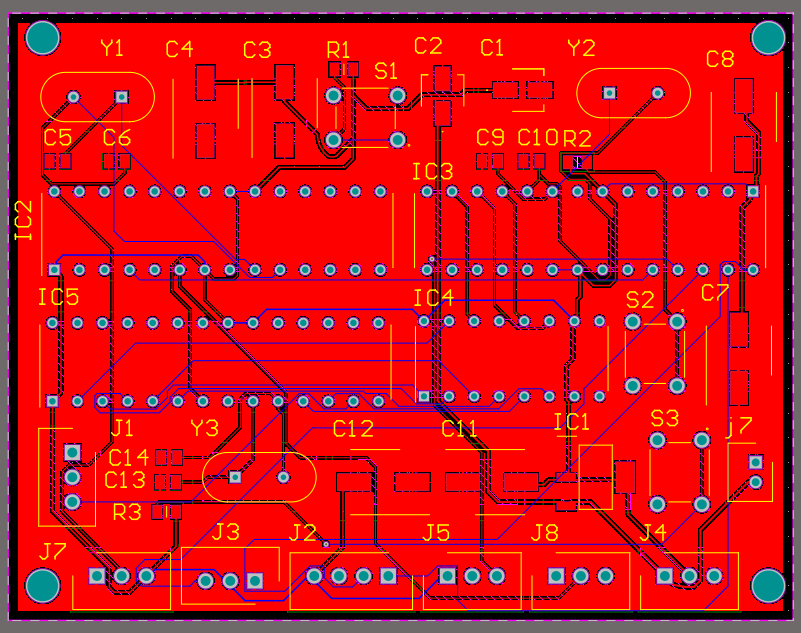 Y1 C4 C3 R1 S1 C2 C1 Y2 C8
C5 C6 C9 C10 R2
IC3
IC2
IC5 IC4 S2 C7
J1 Y3 C12 C11 IC1 S3 j7
C14
C13
R3 J3 J2 J5 J8 J4
J7